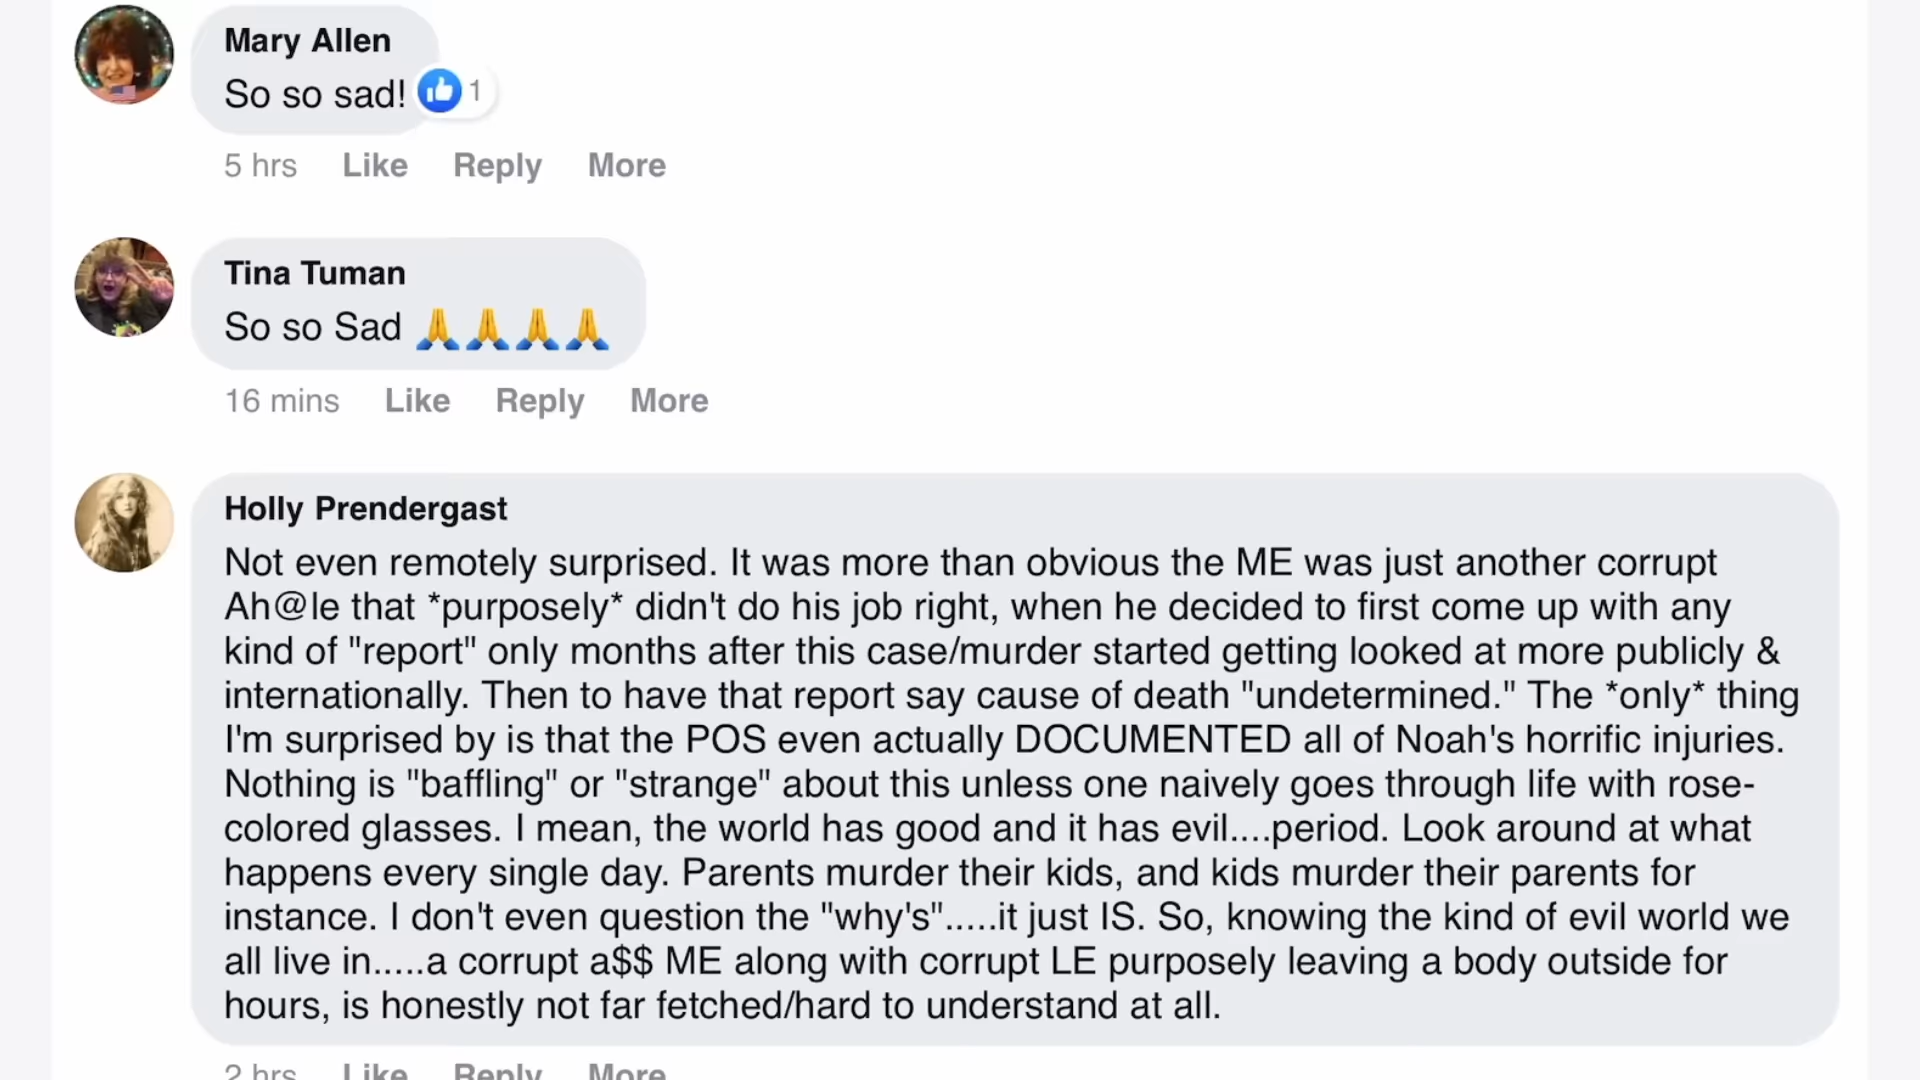 Mary Allen
So so sad! 1
5 hrs Like Reply More
Tina Tuman
So so Sad 🙏🙏🙏🙏
16 mins Like Reply More
Holly Prendergast
Not even remotely surprised. It was more than obvious the ME was just another corrupt
Ah@le that *purposely* didn't do his job right, when he decided to first come up with any
kind of "report" only months after this case/murder started getting looked at more publicly &
internationally. Then to have that report say cause of death "undetermined." The *only* thing
I'm surprised by is that the POS even actually DOCUMENTED all of Noah's horrific injuries.
Nothing is "baffling" or "strange" about this unless one naively goes through life with rose-
colored glasses. I mean, the world has good and it has evil....period. Look around at what
happens every single day. Parents murder their kids, and kids murder their parents for
instance. I don't even question the "why's".....it just IS. So, knowing the kind of evil world we
all live in.....a corrupt a$$ ME along with corrupt LE purposely leaving a body outside for
hours, is honestly not far fetched/hard to understand at all.
2 hrs Like Reply More